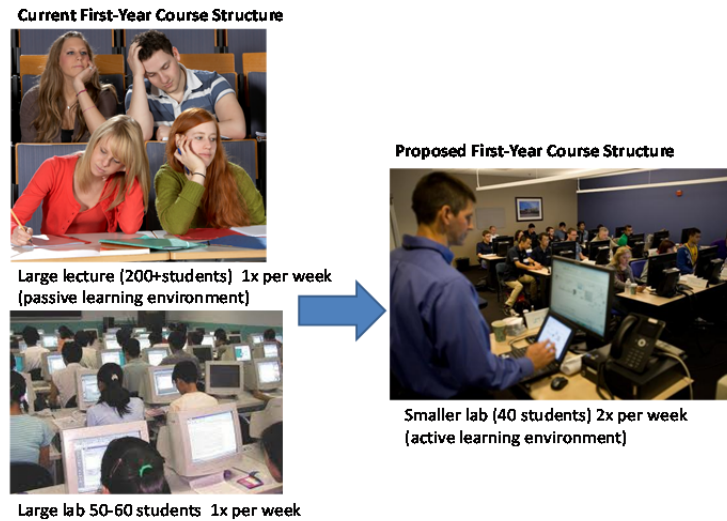 Current First-Year Course Structure
Large lecture (200+students)  1x per week
(passive learning environment)
Large lab 50-60 students  1x per week
Proposed First-Year Course Structure
Smaller lab (40 students) 2x per week
(active learning environment)